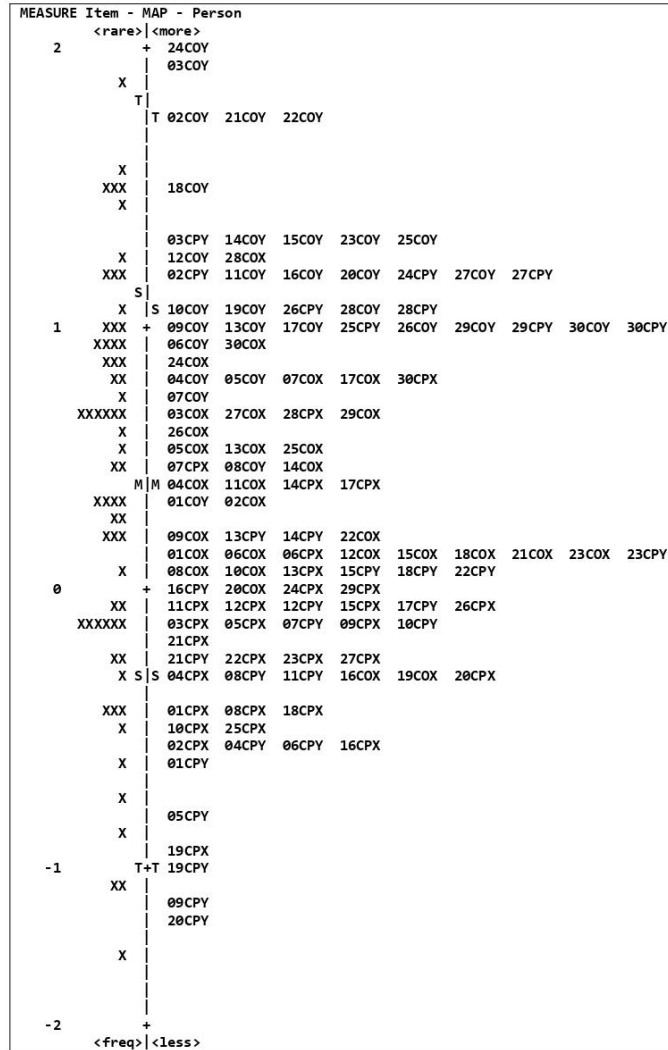 MEASURE Item - MAP - Person
<rare>|<more>
2 + 24COY
| 03COY
X |
T|
|T 02COY 21COY 22COY
|
|
X |
XXX | 18COY
X |
|
| 03CPY 14COY 15COY 23COY 25COY
X | 12COY 28COX
XXX | 02CPY 11COY 16COY 20COY 24CPY 27COY 27CPY
S|
X |S 10COY 19COY 26CPY 28COY 28CPY
1 XXX + 09COY 13COY 17COY 25CPY 26COY 29COY 29CPY 30COY 30CPY
XXXX | 06COY 30COX
XXX | 24COX
XX | 04COY 05COY 07COX 17COX 30CPX
X | 07COY
XXXXXX | 03COX 27COX 28CPX 29COX
X | 26COX
X | 05COX 13COX 25COX
XX | 07CPX 08COY 14COX
M|M 04COX 11COX 14CPX 17CPX
XXXX | 01COY 02COX
XX |
XXX | 09COX 13CPY 14CPY 22COX
| 01COX 06COX 06CPX 12COX 15COX 18COX 21COX 23COX 23CPY
X | 08COX 10COX 13CPX 15CPY 18CPY 22CPY
0 + 16CPY 20COX 24CPX 29CPX
XX | 11CPX 12CPX 12CPY 15CPX 17CPY 26CPX
XXXXXX | 03CPX 05CPX 07CPY 09CPX 10CPY
| 21CPX
XX | 21CPY 22CPX 23CPX 27CPX
X S|S 04CPX 08CPY 11CPY 16COX 19COX 20CPX
|
XXX | 01CPX 08CPX 18CPX
X | 10CPX 25CPX
| 02CPX 04CPY 06CPY 16CPX
X | 01CPY
|
X |
| 05CPY
X |
| 19CPX
-1 T+T 19CPY
XX |
| 09CPY
| 20CPY
|
X |
|
|
|
-2 +
<freq>|<less>